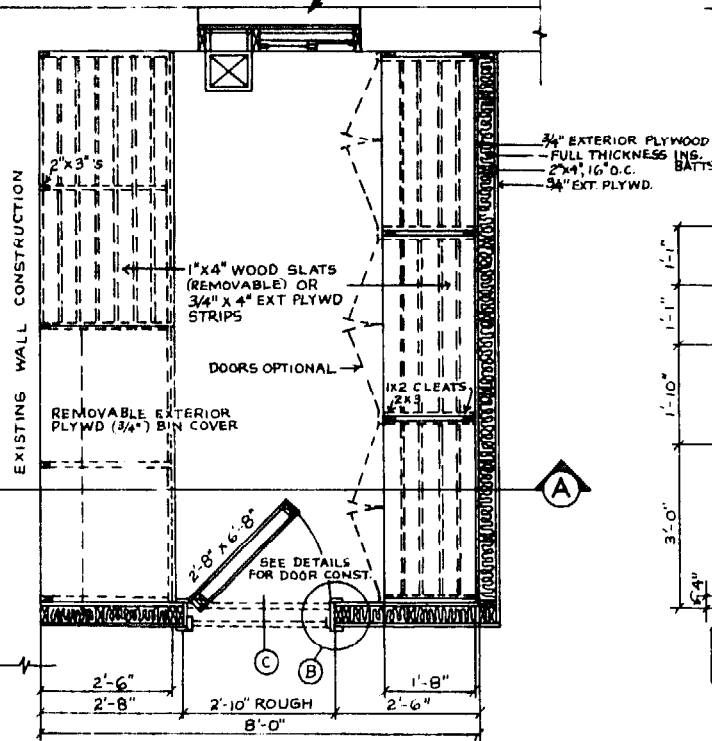 3/4" EXTERIOR PLYWOOD
FULL THICKNESS INS.
BATTS
2"x4", 16" O.C.
3/4" EXT. PLYWD.
2"x3"s
EXISTING WALL CONSTRUCTION
1"x4" WOOD SLATS
(REMOVABLE) OR
3/4" x 4" EXT PLYWD
STRIPS
DOORS OPTIONAL
1x2 CLEATS
2x3
REMOVABLE EXTERIOR
PLYWD (3/4") BIN COVER
1'-1"
1'-1"
1'-10"
3'-0"
A
2'-8" x 6'-8"
SEE DETAILS
FOR DOOR CONST.
C
B
2'-6"
1'-8"
2'-8"
2'-10" ROUGH
2'-6"
8'-0"